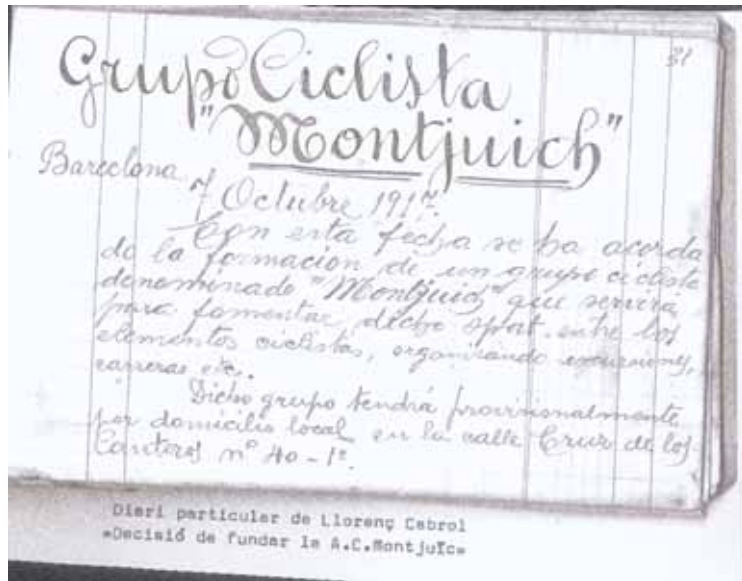 31
Grupo Ciclista
"Montjuich"
Barcelona 7 Octubre 1917.
Con esta fecha se ha acorda
do la formacion de un grupo ciclista
denominado "Montjuich" que servirá
para fomentar dicho sport entre los
elementos ciclistas, organizando excursiones,
carreras etc.
Dicho grupo tendrá provisionalmente
por domicilio local en la calle Cruz de los
Canteros nº 40-1º.
Diari particular de Llorenç Cabrol
«Decisió de fundar la A.C.Montjuïc»